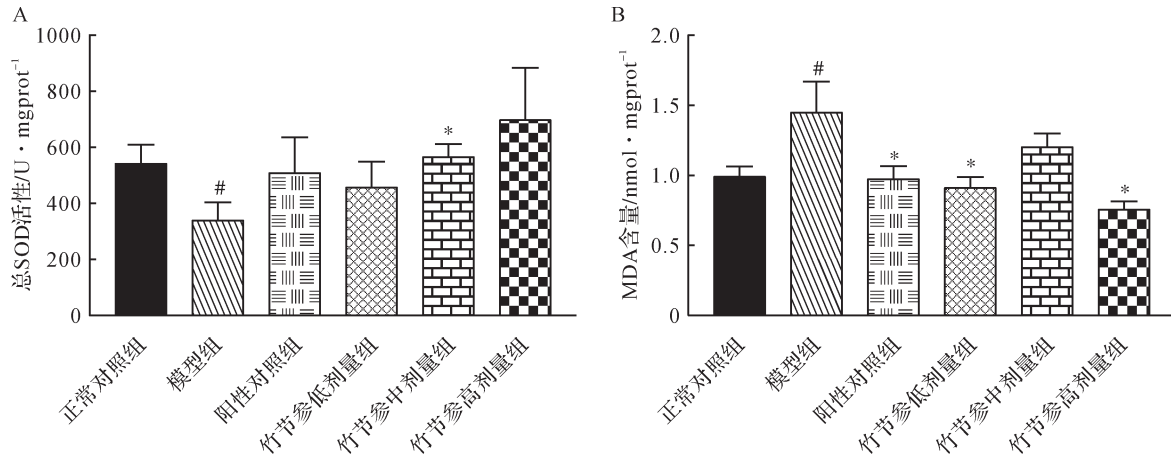 A
总SOD活性/U·mgprot⁻¹
1000
800
600
400
200
0
#
*
正常对照组
模型组
阳性对照组
竹节参低剂量组
竹节参中剂量组
竹节参高剂量组
B
MDA含量/nmol·mgprot⁻¹
2.0
1.5
1.0
0.5
0
#
*
*
*
正常对照组
模型组
阳性对照组
竹节参低剂量组
竹节参中剂量组
竹节参高剂量组